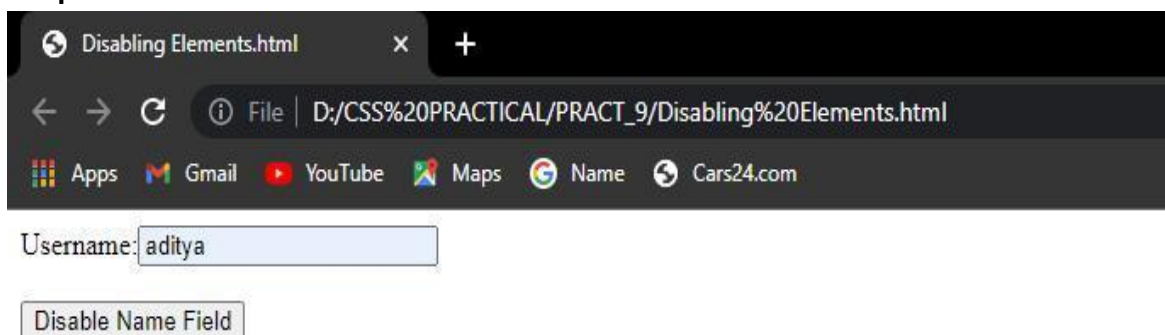 Disabling Elements.html
File | D:/CSS%20PRACTICAL/PRACT_9/Disabling%20Elements.html
Apps Gmail YouTube Maps Name Cars24.com
Username: aditya
Disable Name Field